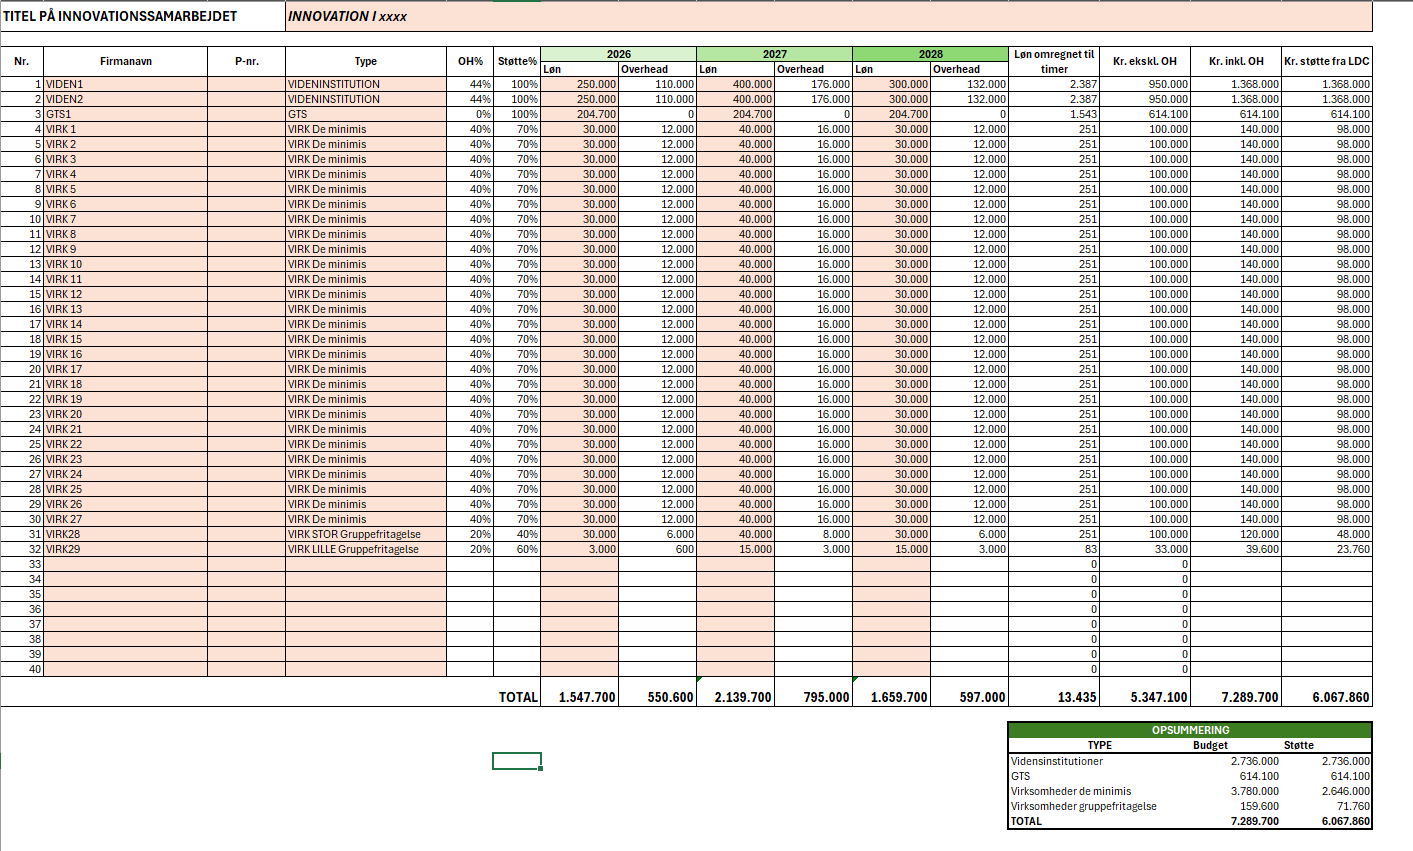 TITEL PÅ INNOVATIONSSAMARBEJDET INNOVATION I xxxx
Nr. Firmanavn P-nr. Type OH% Støtte% 2026 2027 2028 Løn omregnet til timer Kr. ekskl. OH Kr. inkl. OH Kr. støtte fra LDC
Løn Overhead Løn Overhead Løn Overhead
1 VIDEN1 VIDENINSTITUTION 44% 100% 250.000 110.000 400.000 176.000 300.000 132.000 2.387 950.000 1.368.000 1.368.000
2 VIDEN2 VIDENINSTITUTION 44% 100% 250.000 110.000 400.000 176.000 300.000 132.000 2.387 950.000 1.368.000 1.368.000
3 GTS1 GTS 0% 100% 204.700 0 204.700 0 204.700 0 1.543 614.100 614.100 614.100
4 VIRK 1 VIRK De minimis 40% 70% 30.000 12.000 40.000 16.000 30.000 12.000 251 100.000 140.000 98.000
5 VIRK 2 VIRK De minimis 40% 70% 30.000 12.000 40.000 16.000 30.000 12.000 251 100.000 140.000 98.000
6 VIRK 3 VIRK De minimis 40% 70% 30.000 12.000 40.000 16.000 30.000 12.000 251 100.000 140.000 98.000
7 VIRK 4 VIRK De minimis 40% 70% 30.000 12.000 40.000 16.000 30.000 12.000 251 100.000 140.000 98.000
8 VIRK 5 VIRK De minimis 40% 70% 30.000 12.000 40.000 16.000 30.000 12.000 251 100.000 140.000 98.000
9 VIRK 6 VIRK De minimis 40% 70% 30.000 12.000 40.000 16.000 30.000 12.000 251 100.000 140.000 98.000
10 VIRK 7 VIRK De minimis 40% 70% 30.000 12.000 40.000 16.000 30.000 12.000 251 100.000 140.000 98.000
11 VIRK 8 VIRK De minimis 40% 70% 30.000 12.000 40.000 16.000 30.000 12.000 251 100.000 140.000 98.000
12 VIRK 9 VIRK De minimis 40% 70% 30.000 12.000 40.000 16.000 30.000 12.000 251 100.000 140.000 98.000
13 VIRK 10 VIRK De minimis 40% 70% 30.000 12.000 40.000 16.000 30.000 12.000 251 100.000 140.000 98.000
14 VIRK 11 VIRK De minimis 40% 70% 30.000 12.000 40.000 16.000 30.000 12.000 251 100.000 140.000 98.000
15 VIRK 12 VIRK De minimis 40% 70% 30.000 12.000 40.000 16.000 30.000 12.000 251 100.000 140.000 98.000
16 VIRK 13 VIRK De minimis 40% 70% 30.000 12.000 40.000 16.000 30.000 12.000 251 100.000 140.000 98.000
17 VIRK 14 VIRK De minimis 40% 70% 30.000 12.000 40.000 16.000 30.000 12.000 251 100.000 140.000 98.000
18 VIRK 15 VIRK De minimis 40% 70% 30.000 12.000 40.000 16.000 30.000 12.000 251 100.000 140.000 98.000
19 VIRK 16 VIRK De minimis 40% 70% 30.000 12.000 40.000 16.000 30.000 12.000 251 100.000 140.000 98.000
20 VIRK 17 VIRK De minimis 40% 70% 30.000 12.000 40.000 16.000 30.000 12.000 251 100.000 140.000 98.000
21 VIRK 18 VIRK De minimis 40% 70% 30.000 12.000 40.000 16.000 30.000 12.000 251 100.000 140.000 98.000
22 VIRK 19 VIRK De minimis 40% 70% 30.000 12.000 40.000 16.000 30.000 12.000 251 100.000 140.000 98.000
23 VIRK 20 VIRK De minimis 40% 70% 30.000 12.000 40.000 16.000 30.000 12.000 251 100.000 140.000 98.000
24 VIRK 21 VIRK De minimis 40% 70% 30.000 12.000 40.000 16.000 30.000 12.000 251 100.000 140.000 98.000
25 VIRK 22 VIRK De minimis 40% 70% 30.000 12.000 40.000 16.000 30.000 12.000 251 100.000 140.000 98.000
26 VIRK 23 VIRK De minimis 40% 70% 30.000 12.000 40.000 16.000 30.000 12.000 251 100.000 140.000 98.000
27 VIRK 24 VIRK De minimis 40% 70% 30.000 12.000 40.000 16.000 30.000 12.000 251 100.000 140.000 98.000
28 VIRK 25 VIRK De minimis 40% 70% 30.000 12.000 40.000 16.000 30.000 12.000 251 100.000 140.000 98.000
29 VIRK 26 VIRK De minimis 40% 70% 30.000 12.000 40.000 16.000 30.000 12.000 251 100.000 140.000 98.000
30 VIRK 27 VIRK De minimis 40% 70% 30.000 12.000 40.000 16.000 30.000 12.000 251 100.000 140.000 98.000
31 VIRK28 VIRK STOR Gruppefritagelse 20% 40% 30.000 6.000 40.000 8.000 30.000 6.000 251 100.000 120.000 48.000
32 VIRK29 VIRK LILLE Gruppefritagelse 20% 60% 3.000 600 15.000 3.000 15.000 3.000 83 33.000 39.600 23.760
33 0 0
34 0 0
35 0 0
36 0 0
37 0 0
38 0 0
39 0 0
40 0 0
TOTAL 1.547.700 550.600 2.139.700 795.000 1.659.700 597.000 13.435 5.347.100 7.289.700 6.067.860
OPSUMMERING
TYPE Budget Støtte
Vidensinstitutioner 2.736.000 2.736.000
GTS 614.100 614.100
Virksomheder de minimis 3.780.000 2.646.000
Virksomheder gruppefritagelse 159.600 71.760
TOTAL 7.289.700 6.067.860